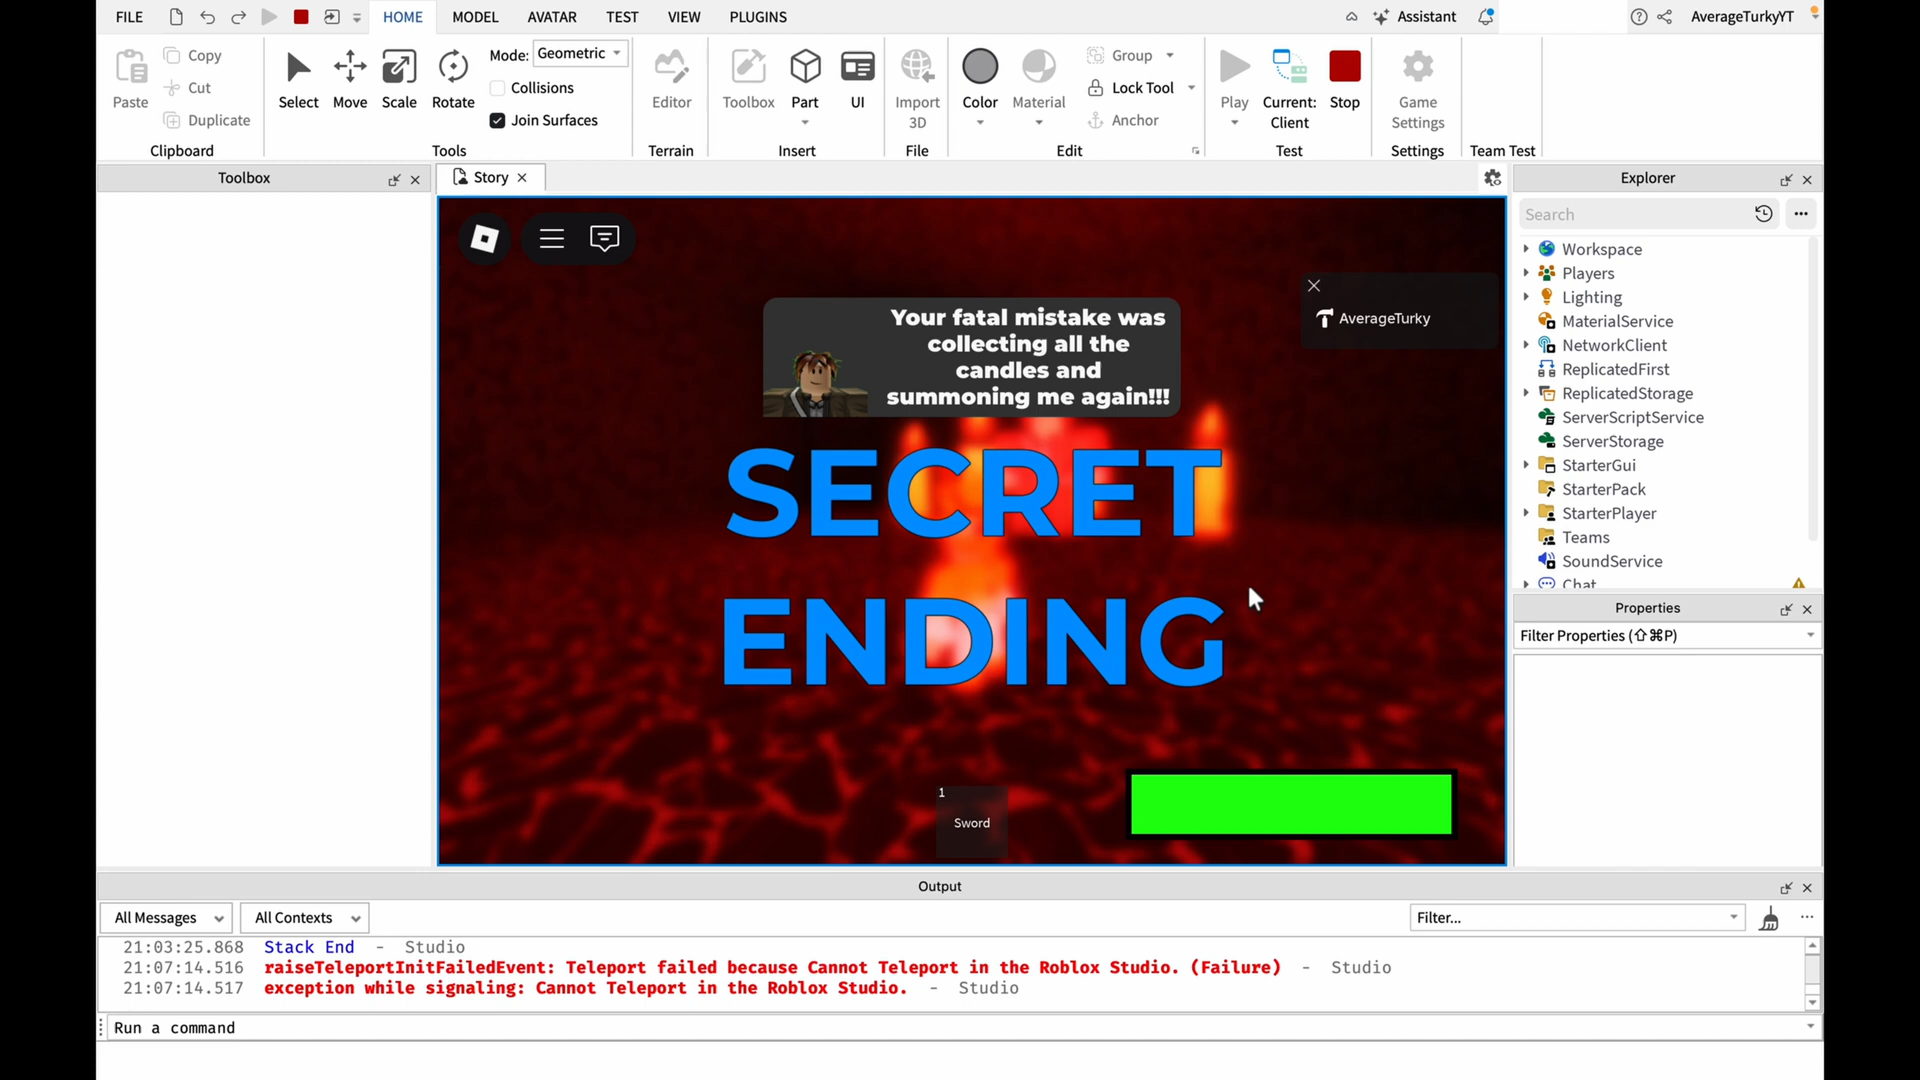 FILE
HOME
MODEL
AVATAR
TEST
VIEW
PLUGINS
Assistant
AverageTurkyYT
Paste
Copy
Cut
Duplicate
Clipboard
Select
Move
Scale
Rotate
Mode: Geometric
Collisions
Join Surfaces
Tools
Editor
Terrain
Toolbox
Part
UI
Insert
Import
3D
File
Color
Material
Group
Lock Tool
Anchor
Edit
Play
Current:
Client
Stop
Test
Game
Settings
Settings
Team Test
Toolbox
Story
Your fatal mistake was
collecting all the
candles and
summoning me again!!!
AverageTurky
SECRET
ENDING
1
Sword
Explorer
Search
Workspace
Players
Lighting
MaterialService
NetworkClient
ReplicatedFirst
ReplicatedStorage
ServerScriptService
ServerStorage
StarterGui
StarterPack
StarterPlayer
Teams
SoundService
Chat
Properties
Filter Properties (⇧⌘P)
Output
All Messages
All Contexts
Filter...
21:03:25.868 Stack End - Studio
21:07:14.516 raiseTeleportInitFailedEvent: Teleport failed because Cannot Teleport in the Roblox Studio. (Failure) - Studio
21:07:14.517 exception while signaling: Cannot Teleport in the Roblox Studio. - Studio
Run a command